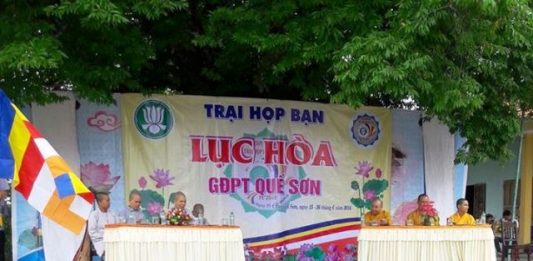 TRẠI HỌP BẠN
LỤC HÒA
GĐPT QUẾ SƠN